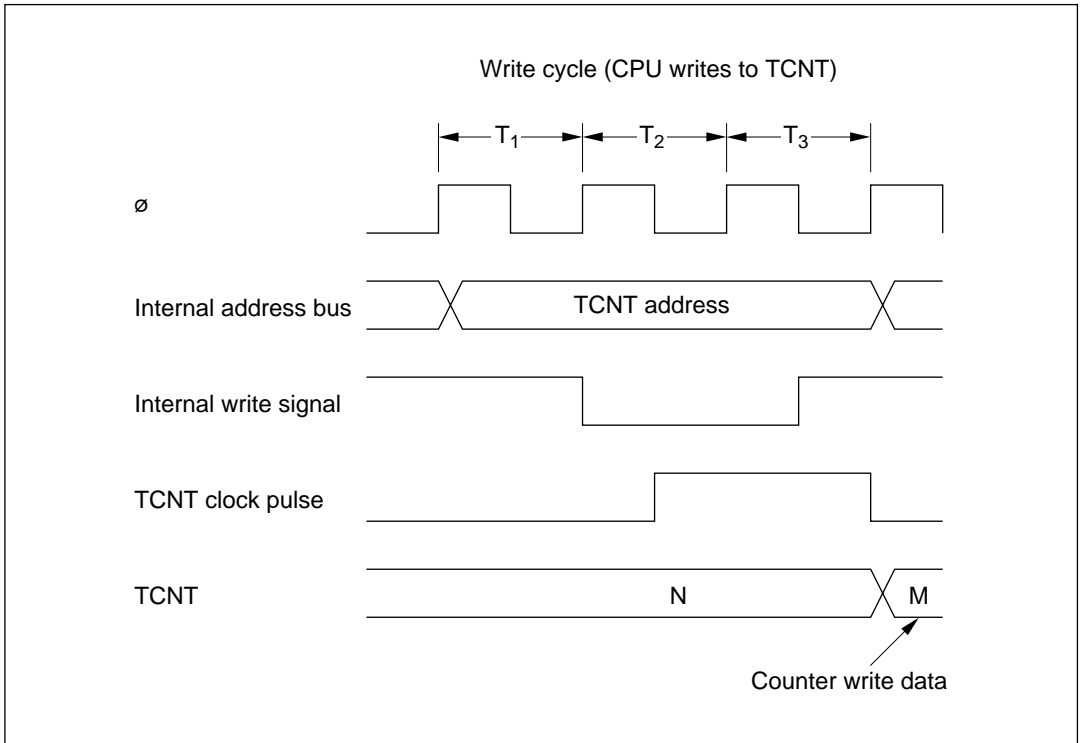 Write cycle (CPU writes to TCNT)
T1 T2 T3
ø
Internal address bus
TCNT address
Internal write signal
TCNT clock pulse
TCNT
N
M
Counter write data